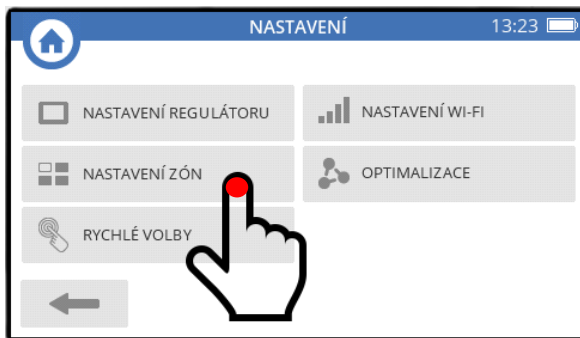 NASTAVENÍ 13:23
NASTAVENÍ REGULÁTORU
NASTAVENÍ WI-FI
NASTAVENÍ ZÓN
OPTIMALIZACE
RYCHLÉ VOLBY